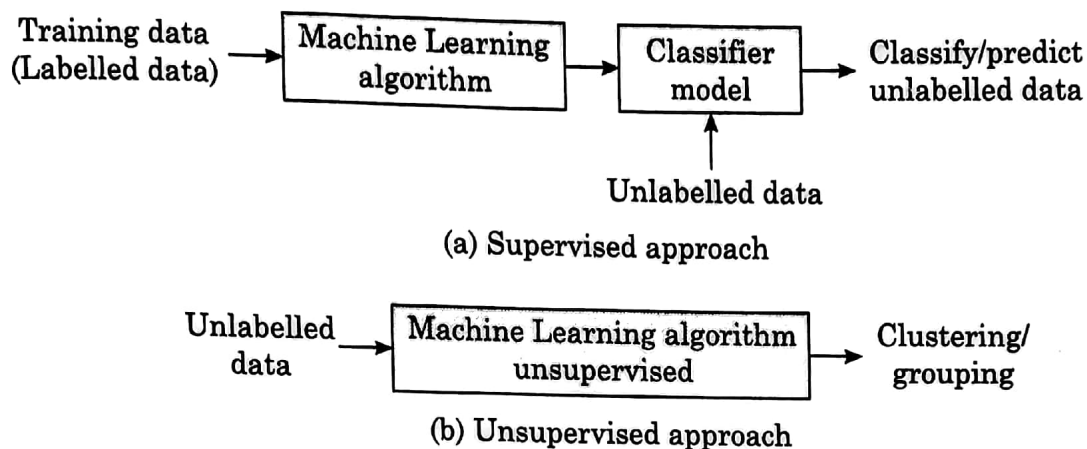 Training data
(Labelled data)
Machine Learning
algorithm
Classifier
model
Classify/predict
unlabelled data
Unlabelled data
(a) Supervised approach
Unlabelled
data
Machine Learning algorithm
unsupervised
Clustering/
grouping
(b) Unsupervised approach